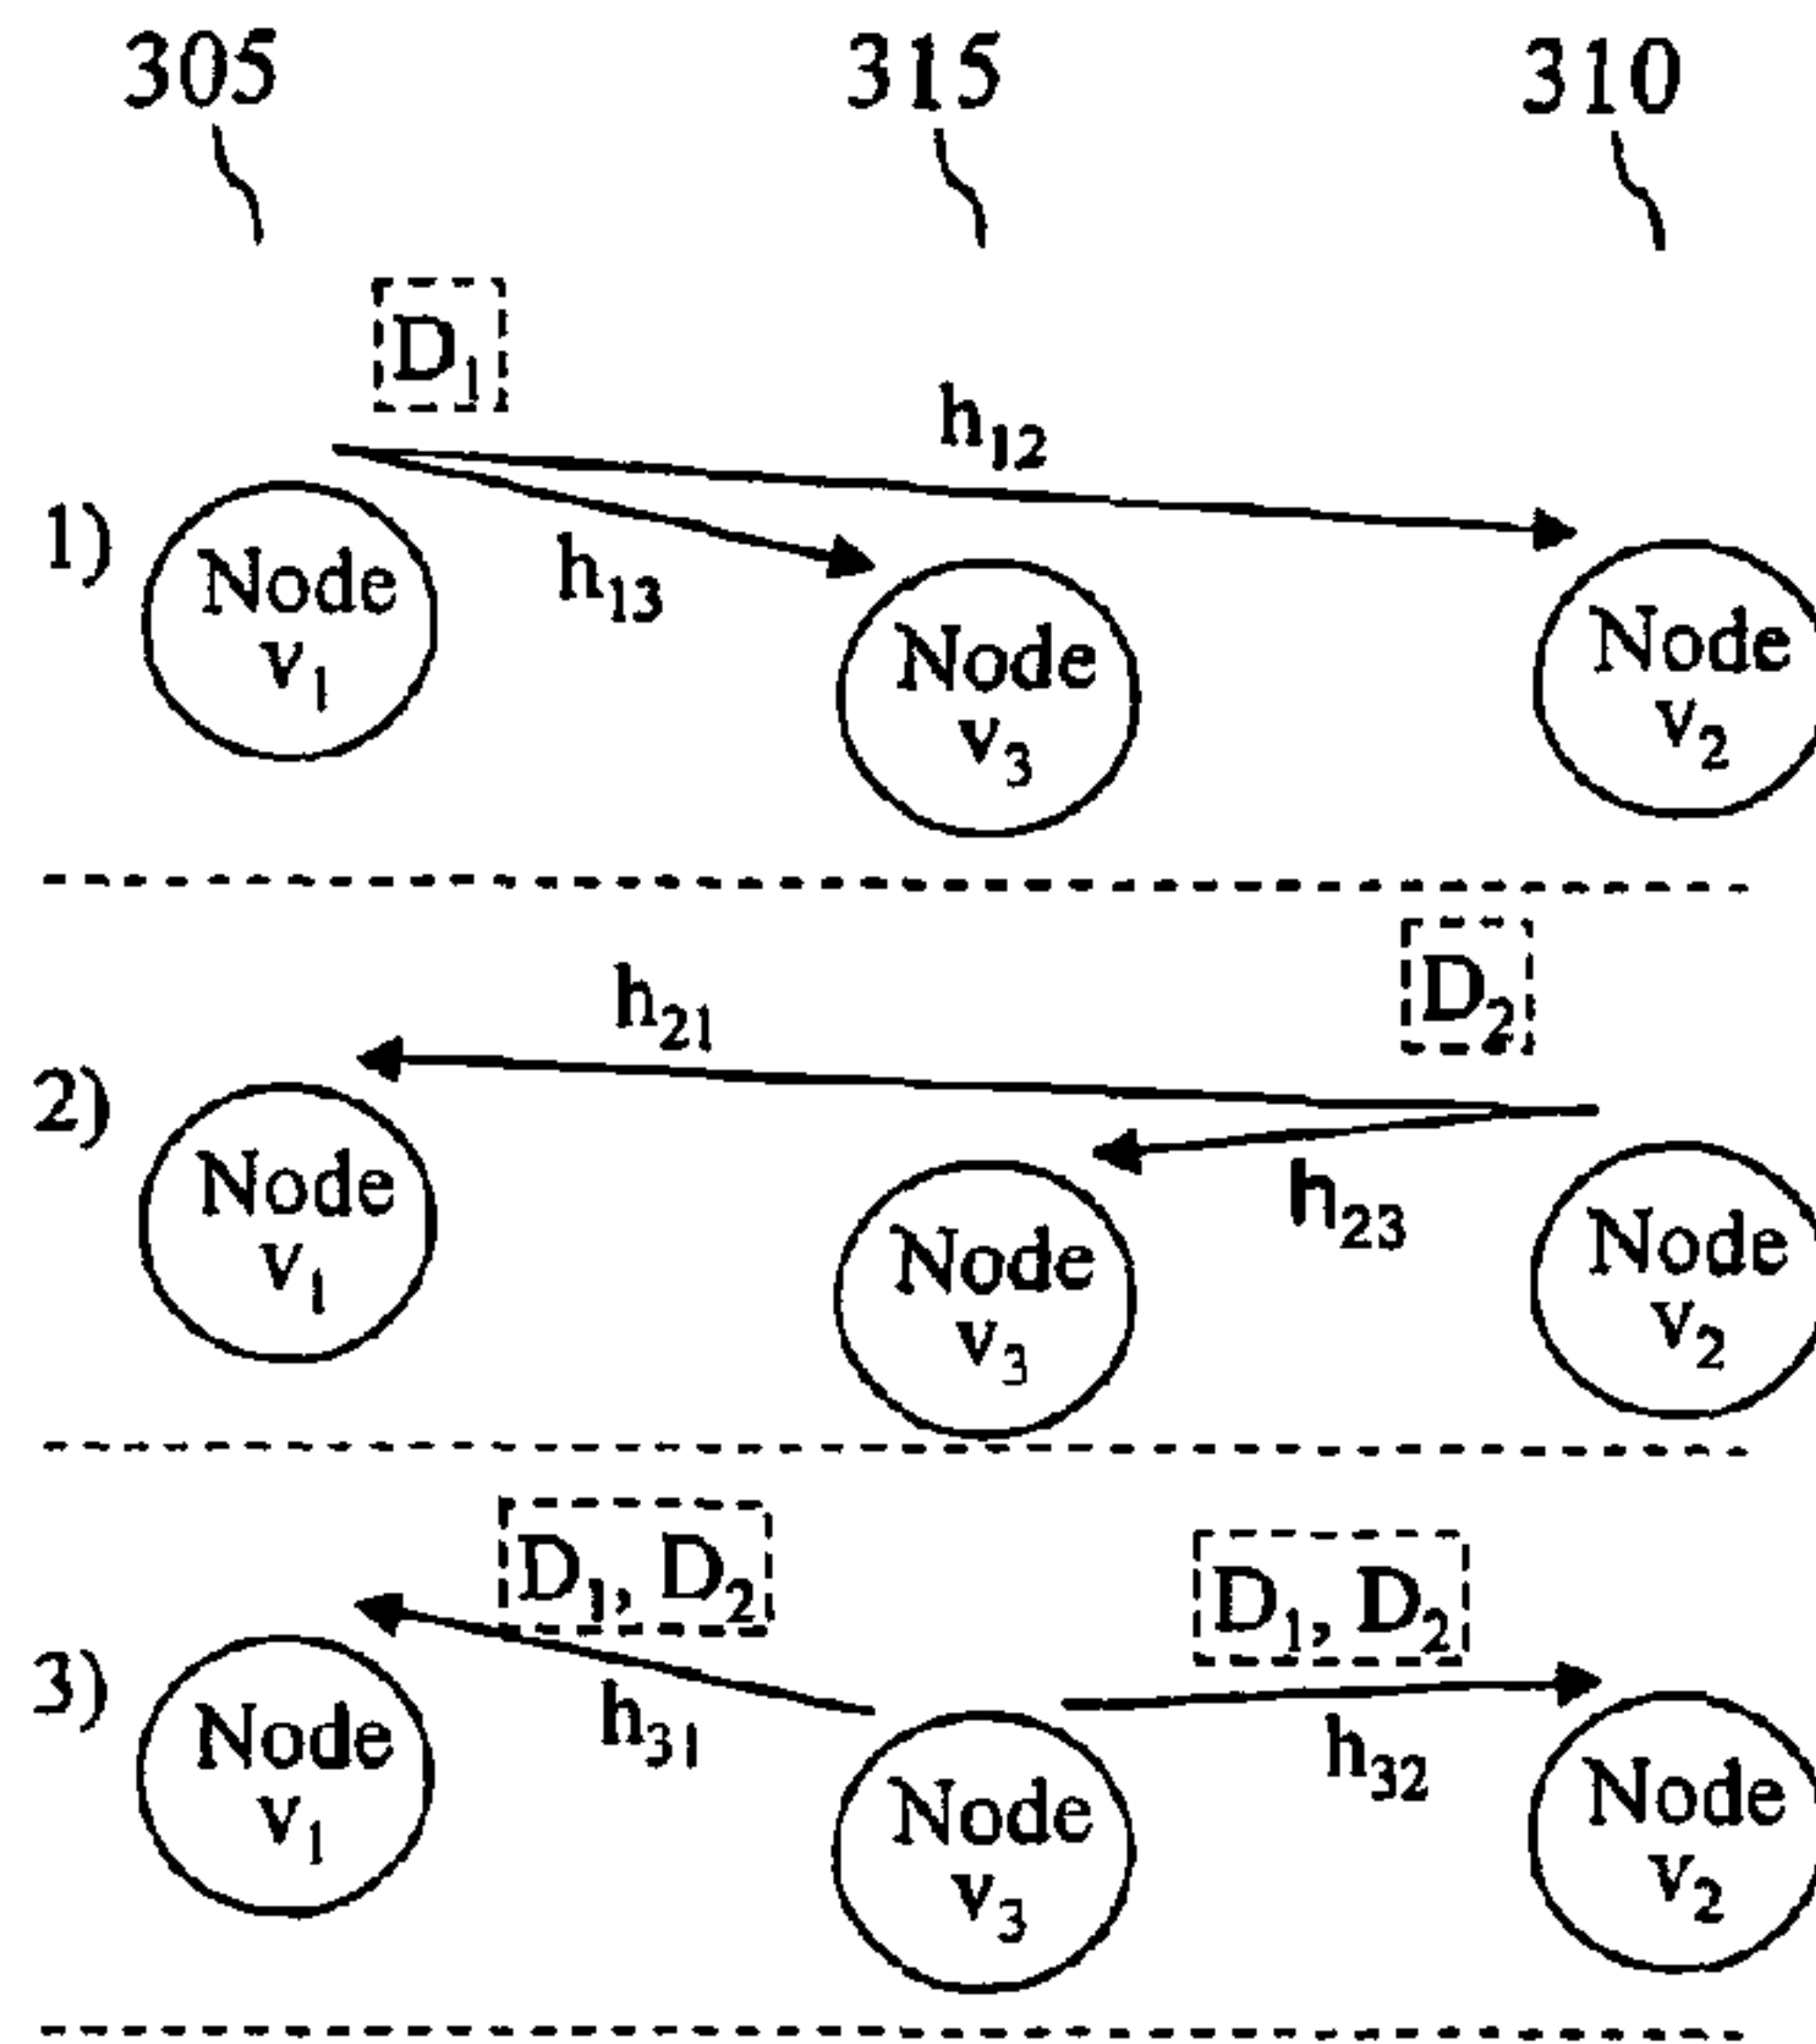 305 315 310
D₁
h₁₂
1)
h₁₃
Node v₁
Node v₃
Node v₂
D₂
h₂₁
2)
h₂₃
Node v₁
Node v₃
Node v₂
D₁, D₂
D₁, D₂
3)
h₃₁
h₃₂
Node v₁
Node v₃
Node v₂